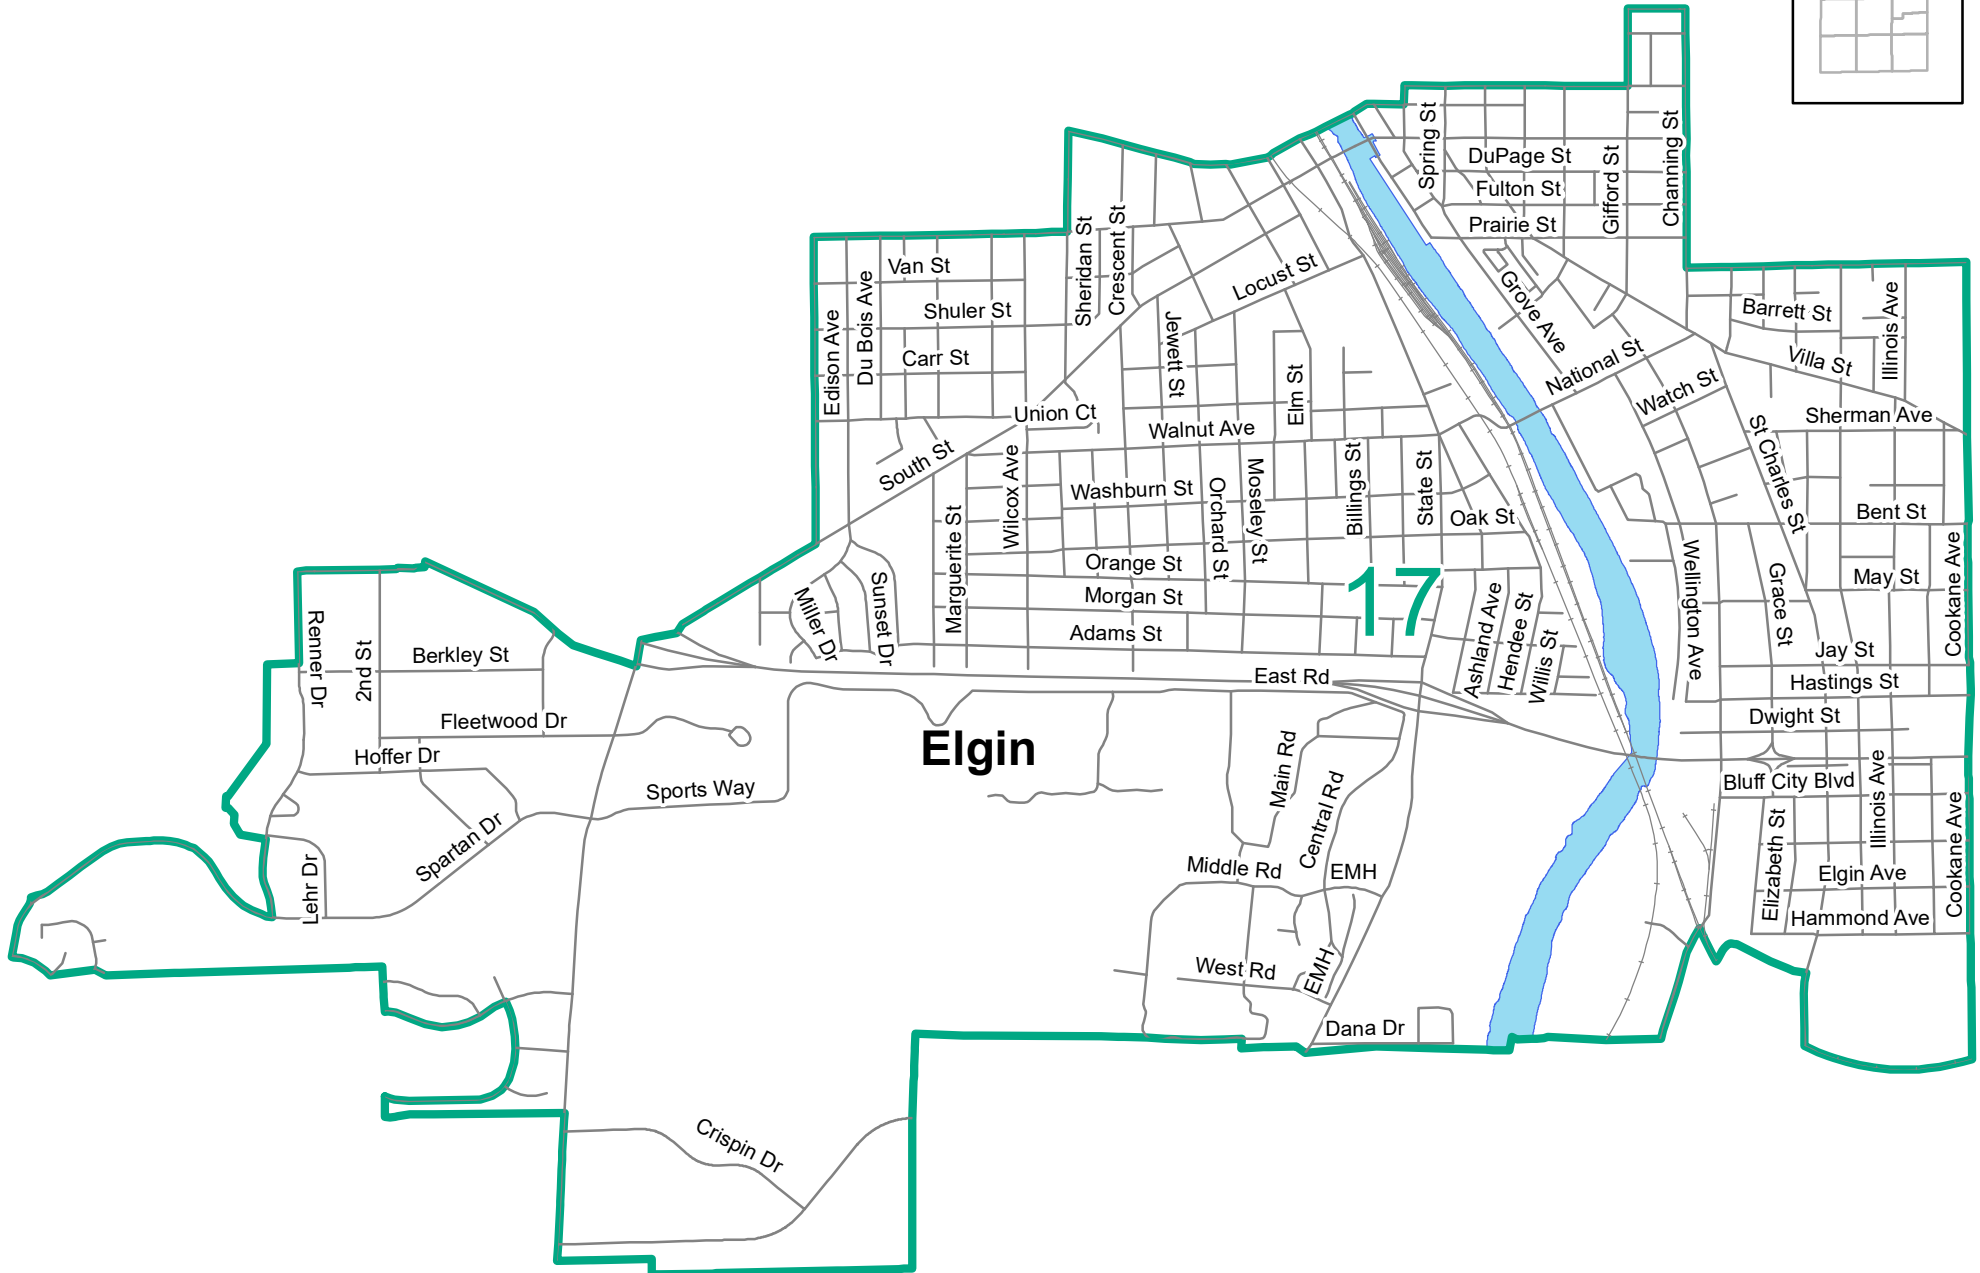 Spring St
DuPage St
Fulton St
Prairie St
Gifford St
Channing St
Sheridan St
Crescent St
Van St
Shuler St
Carr St
Edison Ave
Du Bois Ave
Locust St
Grove Ave
Barrett St
Illinois Ave
Villa St
Jewett St
Elm St
National St
Watch St
Sherman Ave
Union Ct
Walnut Ave
South St
St Charles St
Washburn St
Wilcox Ave
Marguerite St
Orchard St
Moseley St
Billings St
State St
Oak St
Bent St
Orange St
Morgan St
Adams St
17
Wellington Ave
Grace St
May St
Cookane Ave
Miller Dr
Sunset Dr
Ashland Ave
Hendee St
Willis St
Jay St
Hastings St
Renner Dr
2nd St
Berkley St
East Rd
Fleetwood Dr
Dwight St
Hoffer Dr
Elgin
Main Rd
Central Rd
Bluff City Blvd
Illinois Ave
Sports Way
Spartan Dr
Lehr Dr
Middle Rd
EMH
Elizabeth St
Elgin Ave
Cookane Ave
Hammond Ave
West Rd
EMH
Dana Dr
Crispin Dr